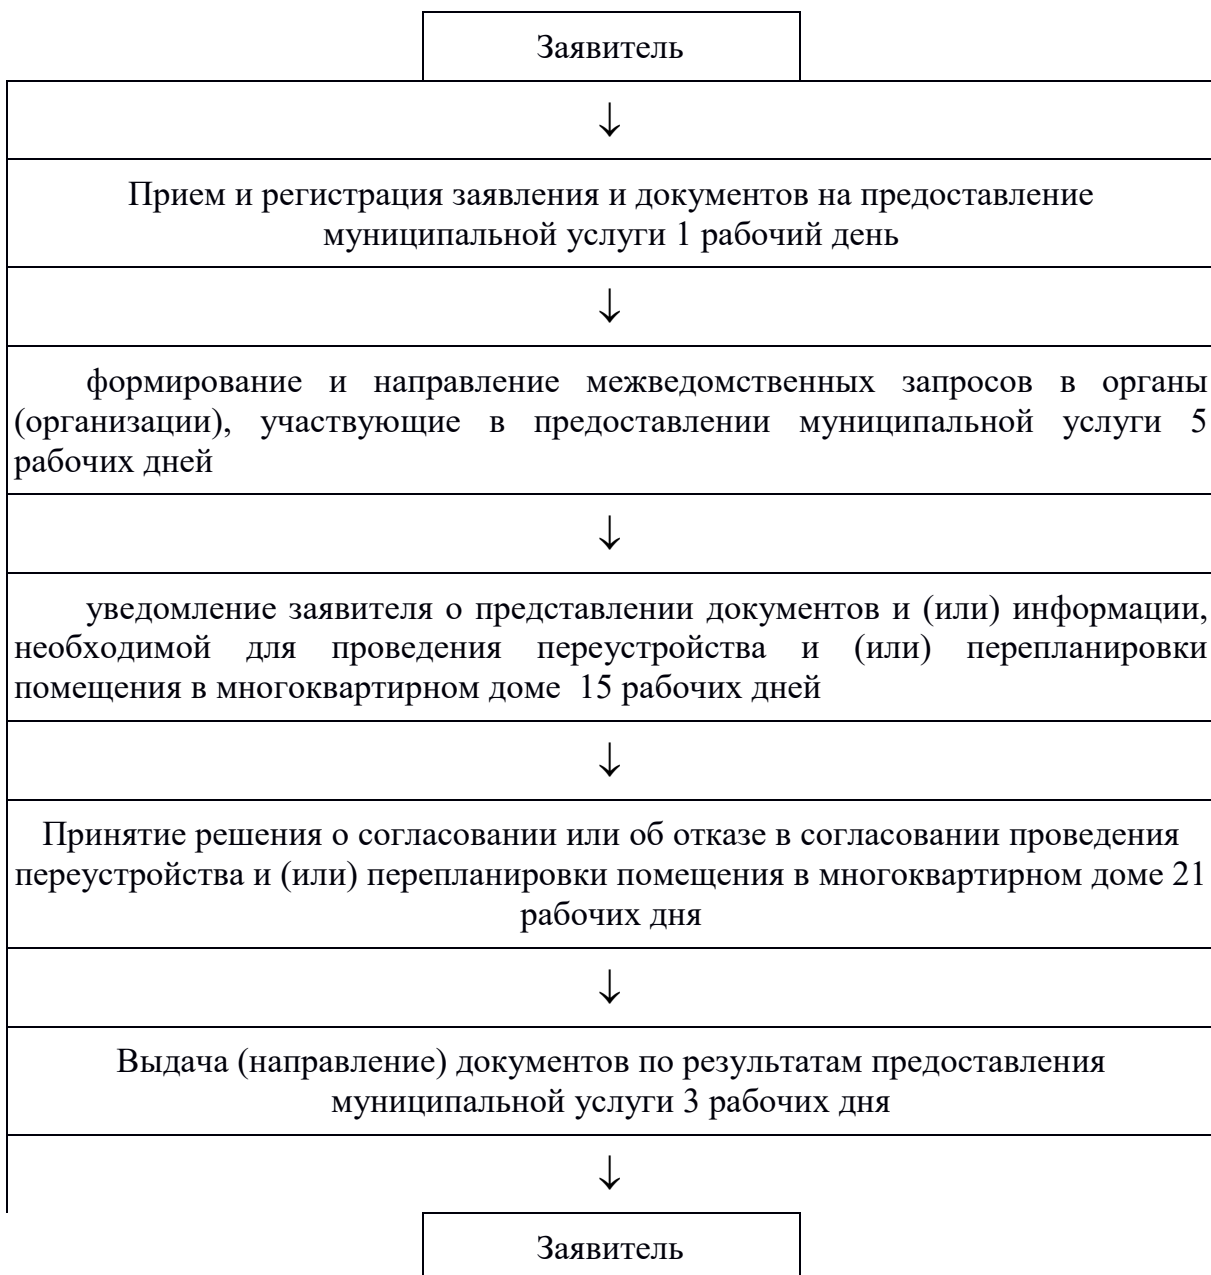 Заявитель
↓
Прием и регистрация заявления и документов на предоставление
муниципальной услуги 1 рабочий день
↓
формирование и направление межведомственных запросов в органы
(организации), участвующие в предоставлении муниципальной услуги 5
рабочих дней
↓
уведомление заявителя о представлении документов и (или) информации,
необходимой для проведения переустройства и (или) перепланировки
помещения в многоквартирном доме 15 рабочих дней
↓
Принятие решения о согласовании или об отказе в согласовании проведения
переустройства и (или) перепланировки помещения в многоквартирном доме 21
рабочих дня
↓
Выдача (направление) документов по результатам предоставления
муниципальной услуги 3 рабочих дня
↓
Заявитель